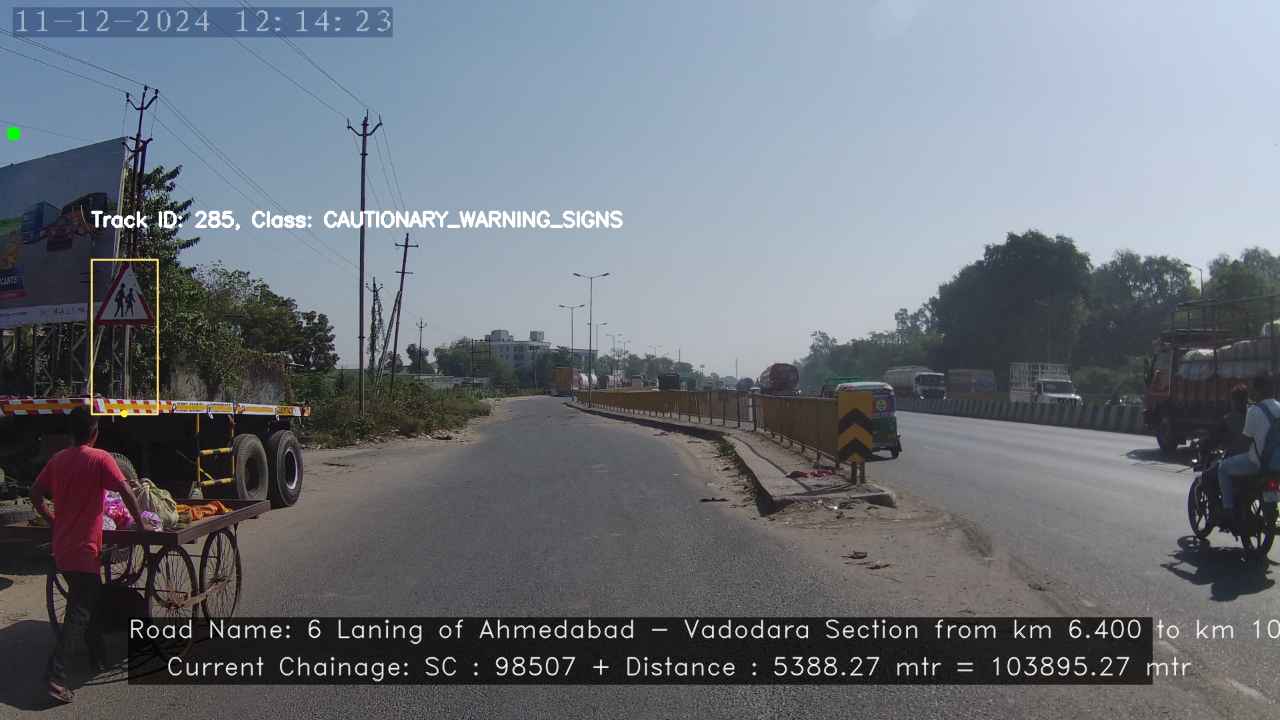 11-12-2024 12:14:23
Track ID: 285, Class: CAUTIONARY_WARNING_SIGNS
Road Name: 6 Laning of Ahmedabad - Vadodara Section from km 6.400 to km 10
Current Chainage: SC : 98507 + Distance : 5388.27 mtr = 103895.27 mtr